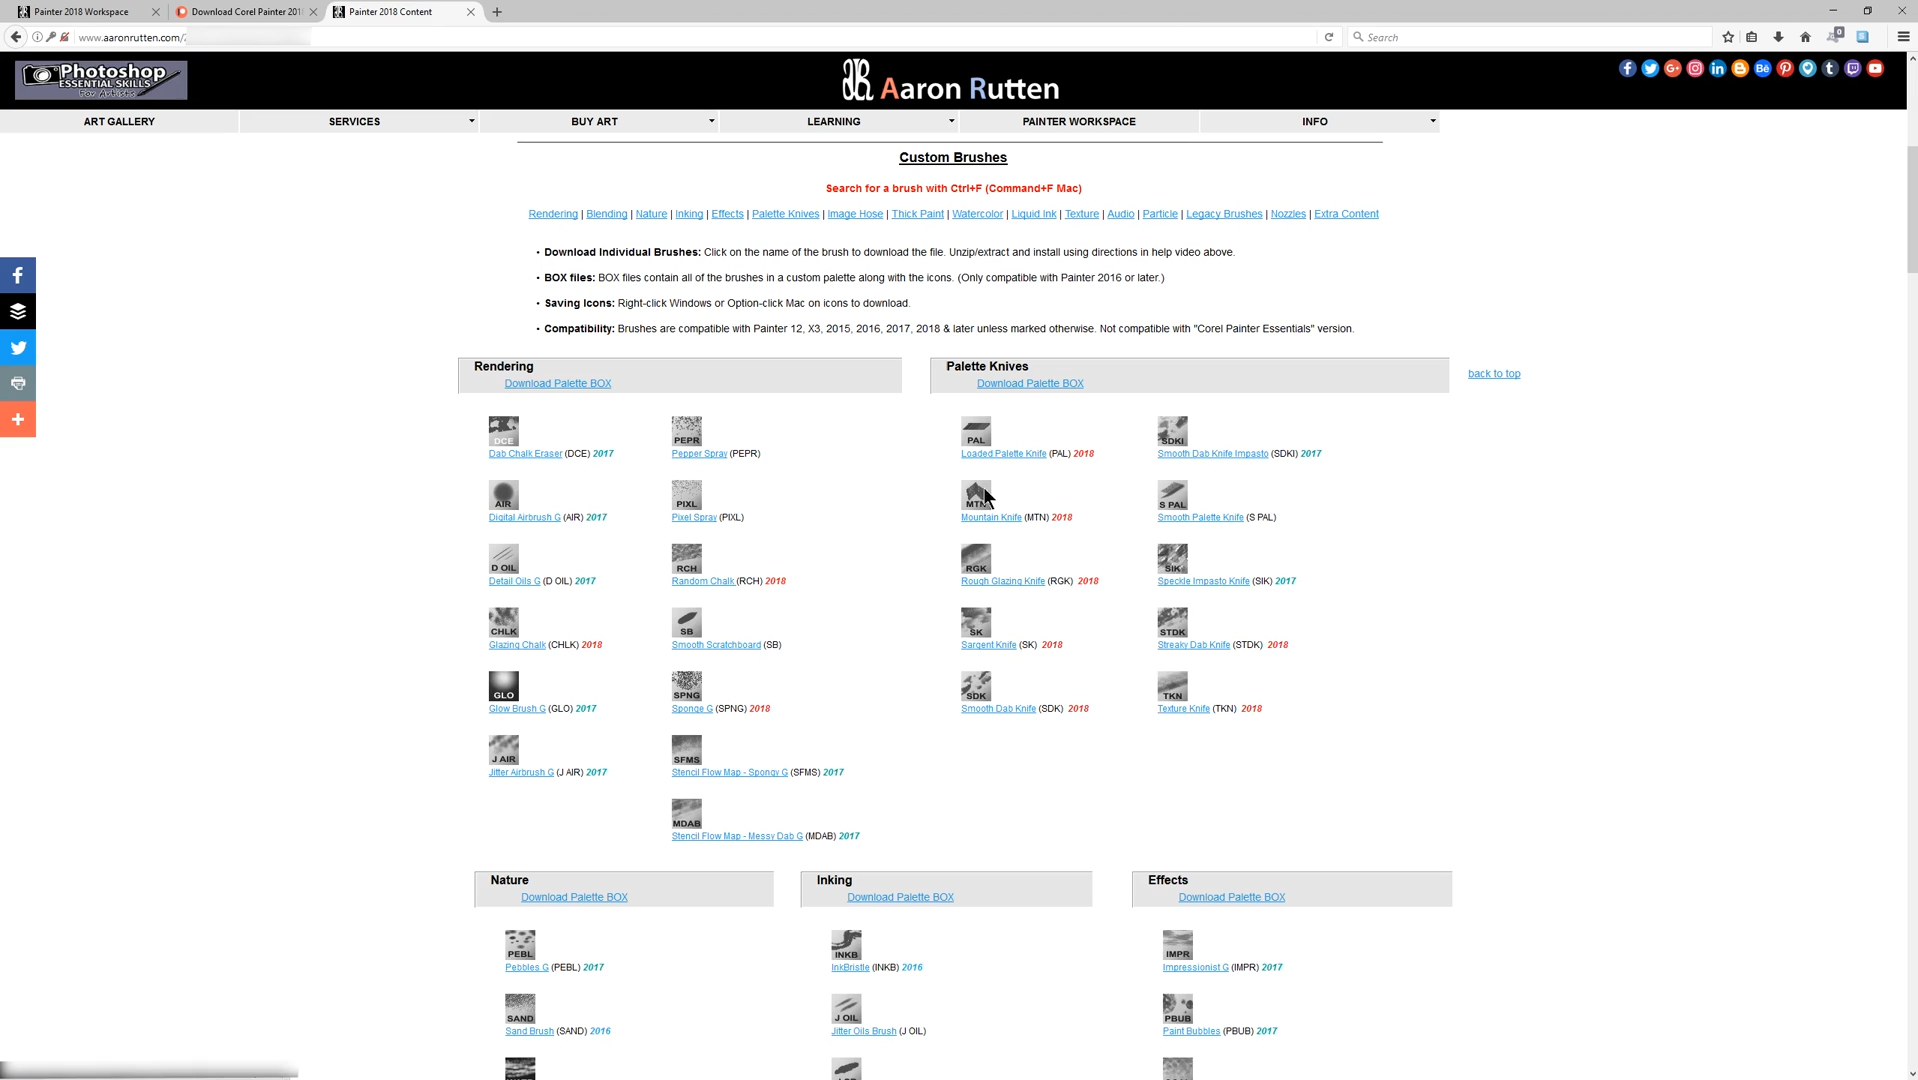 Painter 2018 Workspace
Download Corel Painter 201
Painter 2018 Content
www.aaronrutten.com/
Search
0
Photoshop
ESSENTIAL SKILLS
For Artists
Aaron Rutten
ART GALLERY
SERVICES
BUY ART
LEARNING
PAINTER WORKSPACE
INFO
Custom Brushes
Search for a brush with Ctrl+F (Command+F Mac)
Rendering | Blending | Nature | Inking | Effects | Palette Knives | Image Hose | Thick Paint | Watercolor | Liquid Ink | Texture | Audio | Particle | Legacy Brushes | Nozzles | Extra Content
• Download Individual Brushes: Click on the name of the brush to download the file. Unzip/extract and install using directions in help video above.
• BOX files: BOX files contain all of the brushes in a custom palette along with the icons. (Only compatible with Painter 2016 or later.)
• Saving Icons: Right-click Windows or Option-click Mac on icons to download.
• Compatibility: Brushes are compatible with Painter 12, X3, 2015, 2016, 2017, 2018 & later unless marked otherwise. Not compatible with "Corel Painter Essentials" version.
Rendering
Download Palette BOX
Palette Knives
Download Palette BOX
back to top
DCE
Dab Chalk Eraser (DCE) 2017
PEPR
Pepper Spray (PEPR)
PAL
Loaded Palette Knife (PAL) 2018
SDKI
Smooth Dab Knife Impasto (SDKI) 2017
AIR
Digital Airbrush G (AIR) 2017
PIXL
Pixel Spray (PIXL)
MTN
Mountain Knife (MTN) 2018
S PAL
Smooth Palette Knife (S PAL)
D OIL
Detail Oils G (D OIL) 2017
RCH
Random Chalk (RCH) 2018
RGK
Rough Glazing Knife (RGK) 2018
SIK
Speckle Impasto Knife (SIK) 2017
CHLK
Glazing Chalk (CHLK) 2018
SB
Smooth Scratchboard (SB)
SK
Sargent Knife (SK) 2018
STDK
Streaky Dab Knife (STDK) 2018
GLO
Glow Brush G (GLO) 2017
SPNG
Sponge G (SPNG) 2018
SDK
Smooth Dab Knife (SDK) 2018
TKN
Texture Knife (TKN) 2018
J AIR
Jitter Airbrush G (J AIR) 2017
SFMS
Stencil Flow Map - Spongy G (SFMS) 2017
MDAB
Stencil Flow Map - Messy Dab G (MDAB) 2017
Nature
Download Palette BOX
Inking
Download Palette BOX
Effects
Download Palette BOX
PEBL
Pebbles G (PEBL) 2017
INKB
InkBristle (INKB) 2016
IMPR
Impressionist G (IMPR) 2017
SAND
Sand Brush (SAND) 2016
J OIL
Jitter Oils Brush (J OIL)
PBUB
Paint Bubbles (PBUB) 2017